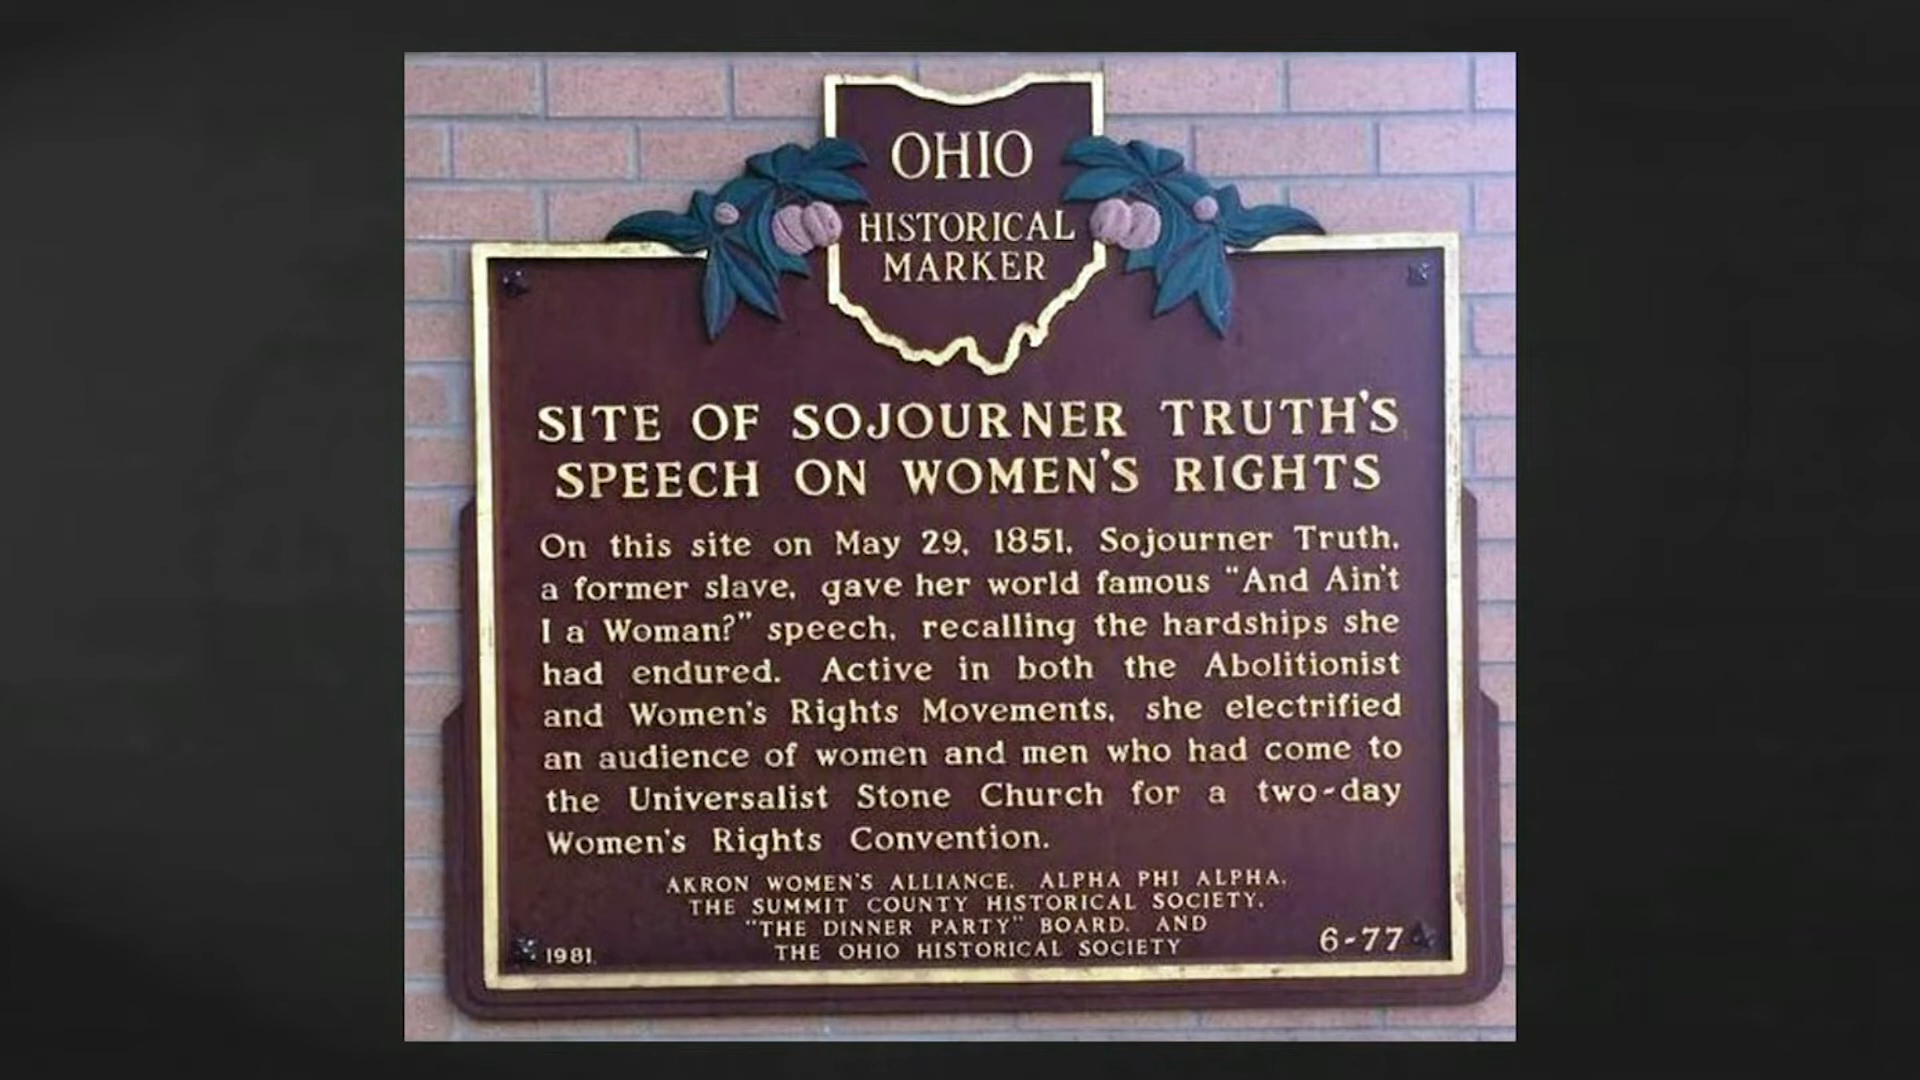 OHIO
HISTORICAL
MARKER
SITE OF SOJOURNER TRUTH'S
SPEECH ON WOMEN'S RIGHTS
On this site on May 29, 1851, Sojourner Truth,
a former slave, gave her world famous "And Ain't
I a Woman?" speech, recalling the hardships she
had endured. Active in both the Abolitionist
and Women's Rights Movements, she electrified
an audience of women and men who had come to
the Universalist Stone Church for a two-day
Women's Rights Convention.
AKRON WOMEN'S ALLIANCE, ALPHA PHI ALPHA,
THE SUMMIT COUNTY HISTORICAL SOCIETY,
"THE DINNER PARTY" BOARD, AND
THE OHIO HISTORICAL SOCIETY
1981
6-77